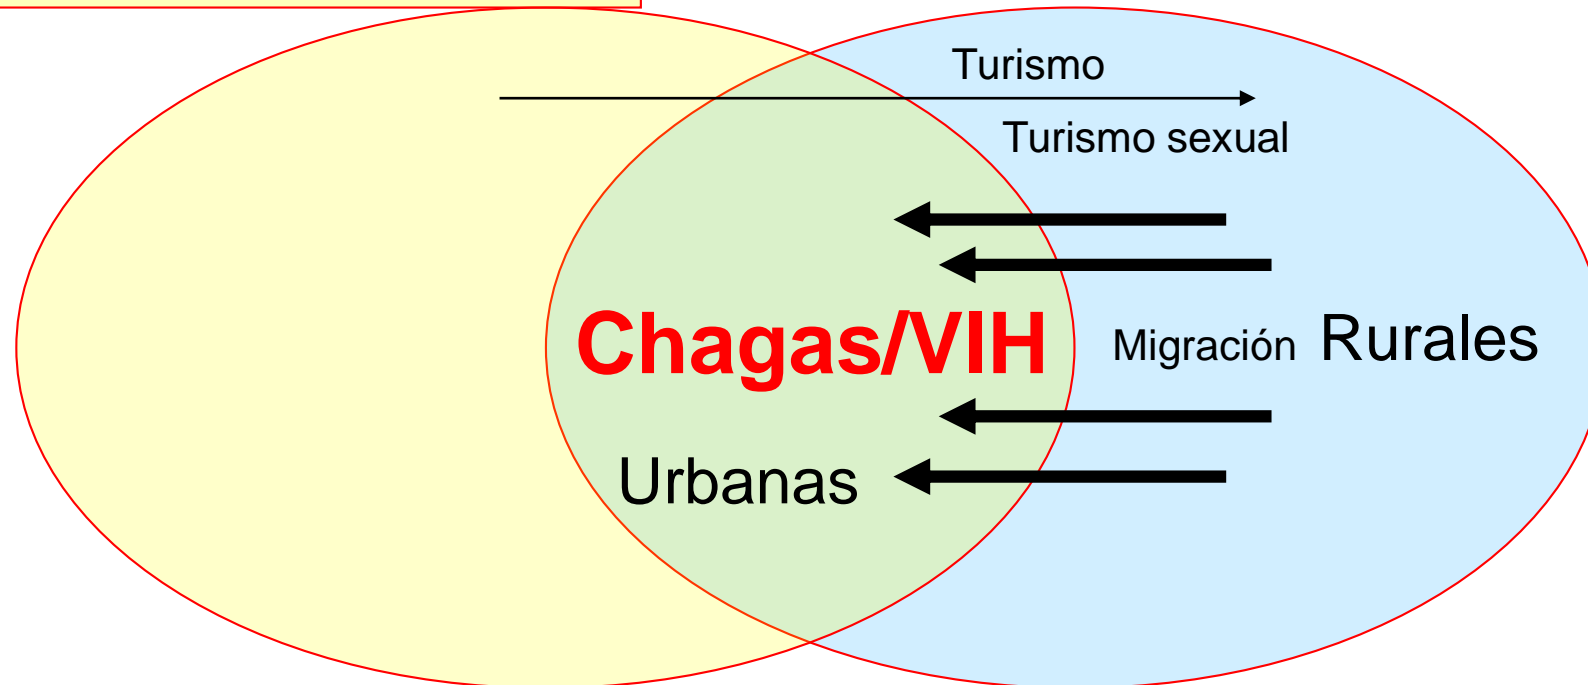 Turismo
Turismo sexual
Chagas/VIH
Migración Rurales
Urbanas